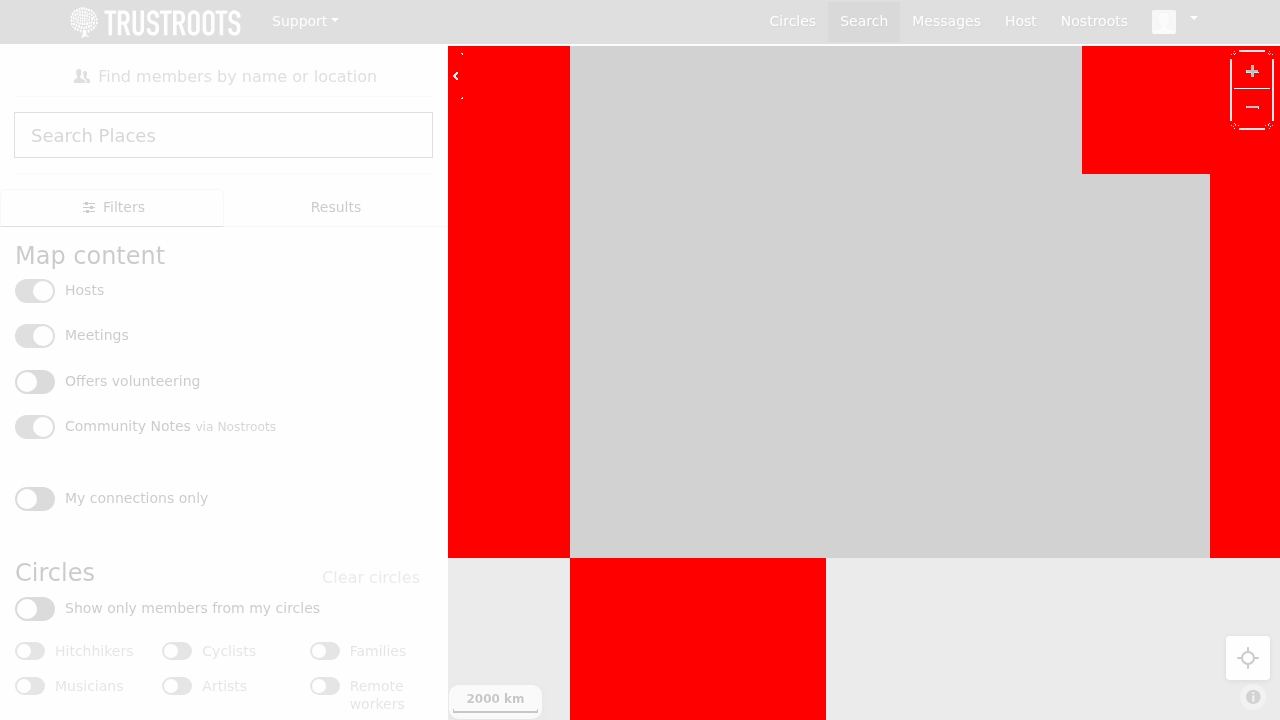 TRUSTROOTS Support Circles Search Messages Host Nostroots
Find members by name or location
Search Places
Filters Results
Map content
Hosts
Meetings
Offers volunteering
Community Notes via Nostroots
My connections only
Circles Clear circles
Show only members from my circles
Hitchhikers Cyclists Families
Musicians Artists Remote workers
2000 km